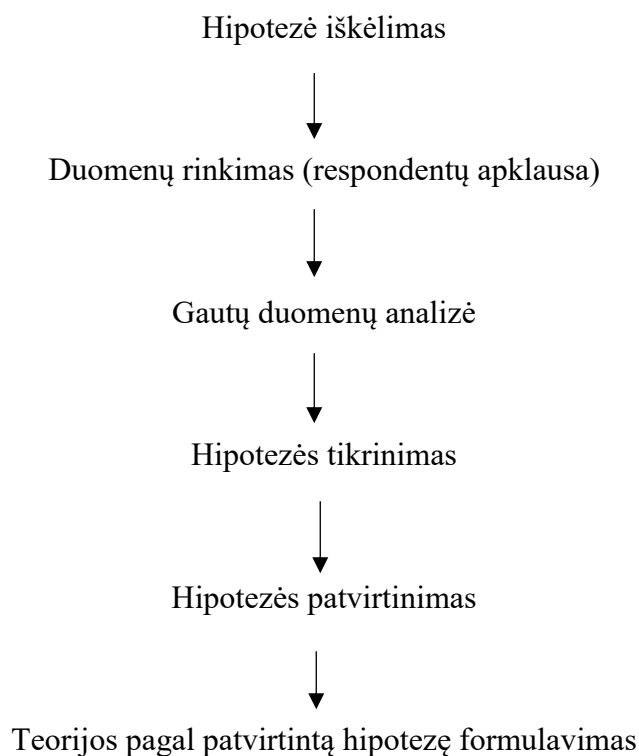 Hipotezė iškėlimas
Duomenų rinkimas (respondentų apklausa)
Gautų duomenų analizė
Hipotezės tikrinimas
Hipotezės patvirtinimas
Teorijos pagal patvirtintą hipotezę formulavimas